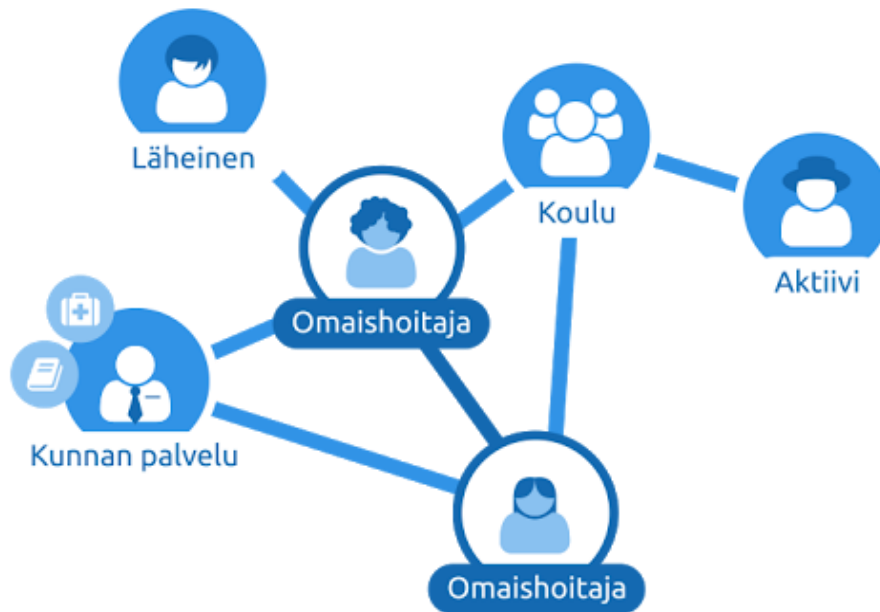 Läheinen
Koulu
Aktiivi
Omaishoitaja
Kunnan palvelu
Omaishoitaja